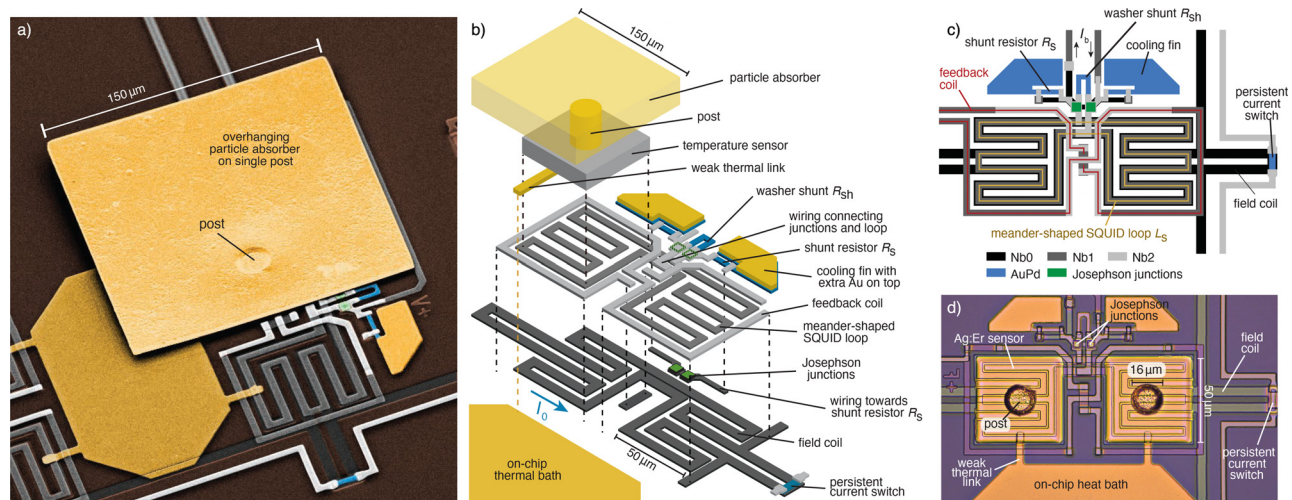 a)
150 µm
overhanging
particle absorber
on single post
post
b)
150 µm
particle absorber
post
temperature sensor
weak thermal link
washer shunt RSh
wiring connecting
junctions and loop
shunt resistor RS
cooling fin with
extra Au on top
feedback coil
meander-shaped
SQUID loop
Josephson
junctions
wiring towards
shunt resistor RS
field coil
I0
50 µm
on-chip
thermal bath
persistent
current switch
c)
washer shunt Rsh
shunt resistor Rs
Ib
cooling fin
feedback
coil
persistent
current
switch
field coil
meander-shaped SQUID loop Ls
Nb0
Nb1
Nb2
AuPd
Josephson junctions
d)
Josephson
junctions
Ag:Er sensor
field
coil
16 µm
50 µm
post
weak
thermal
link
on-chip heat bath
persistent
current switch